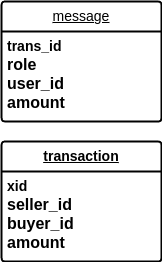 message
trans_id
role
user_id
amount
transaction
xid
seller_id
buyer_id
amount